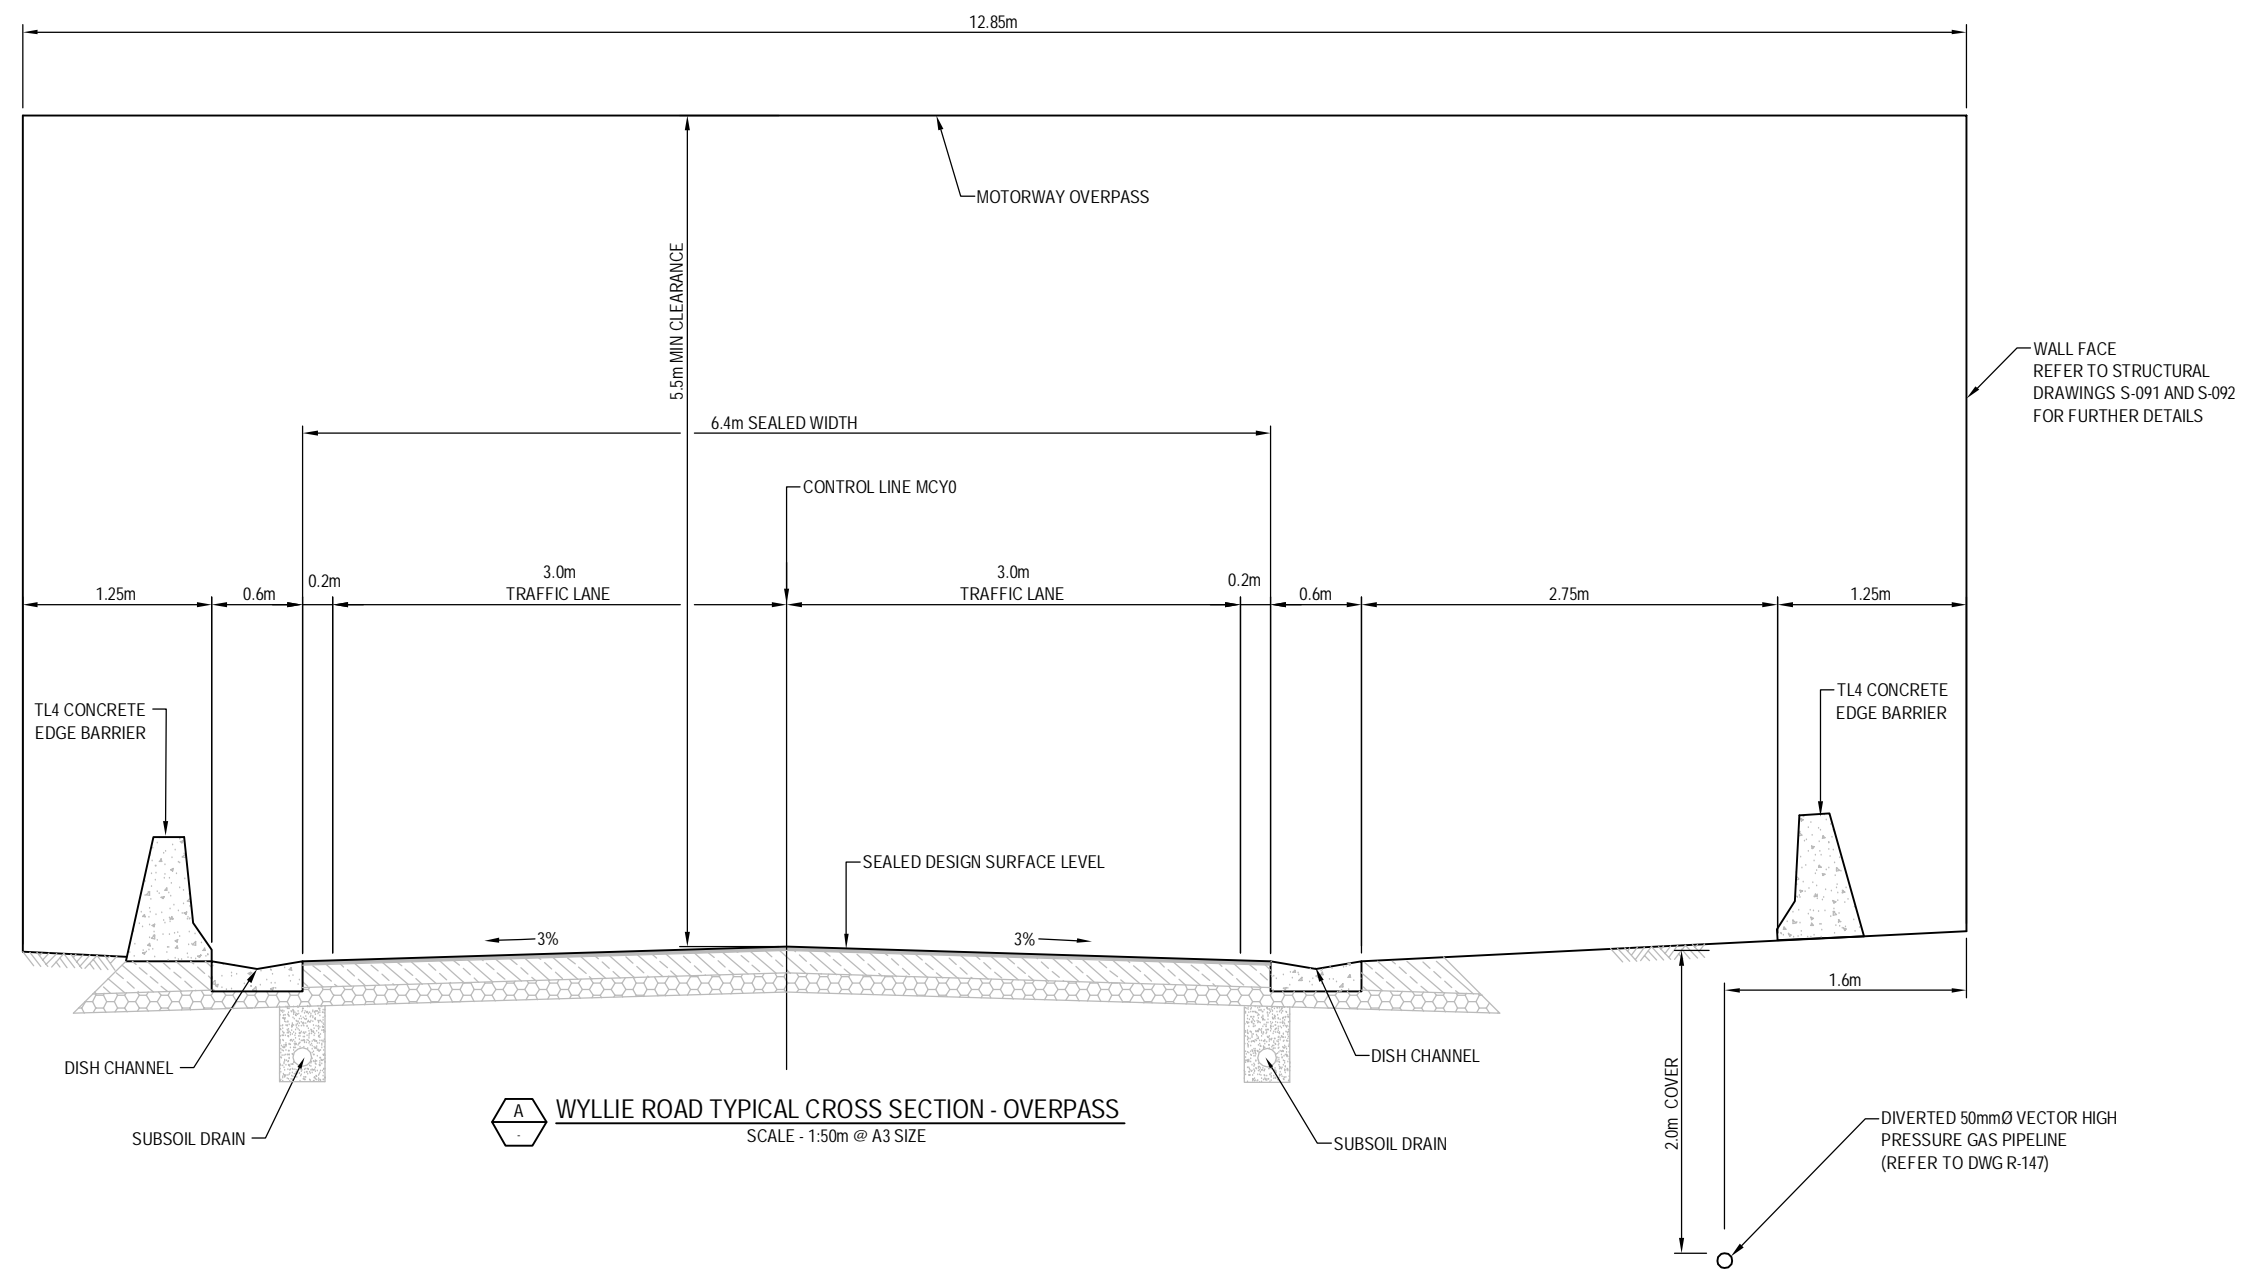 12.85m
MOTORWAY OVERPASS
5.5m MIN CLEARANCE
WALL FACE
REFER TO STRUCTURAL
DRAWINGS S-091 AND S-092
FOR FURTHER DETAILS
6.4m SEALED WIDTH
CONTROL LINE MCY0
1.25m
0.6m
0.2m
3.0m
TRAFFIC LANE
3.0m
TRAFFIC LANE
0.2m
0.6m
2.75m
1.25m
TL4 CONCRETE
EDGE BARRIER
TL4 CONCRETE
EDGE BARRIER
SEALED DESIGN SURFACE LEVEL
3%
3%
1.6m
DISH CHANNEL
DISH CHANNEL
2.0m COVER
SUBSOIL DRAIN
SUBSOIL DRAIN
A
-
WYLLIE ROAD TYPICAL CROSS SECTION - OVERPASS
SCALE - 1:50m @ A3 SIZE
DIVERTED 50mmØ VECTOR HIGH
PRESSURE GAS PIPELINE
(REFER TO DWG R-147)